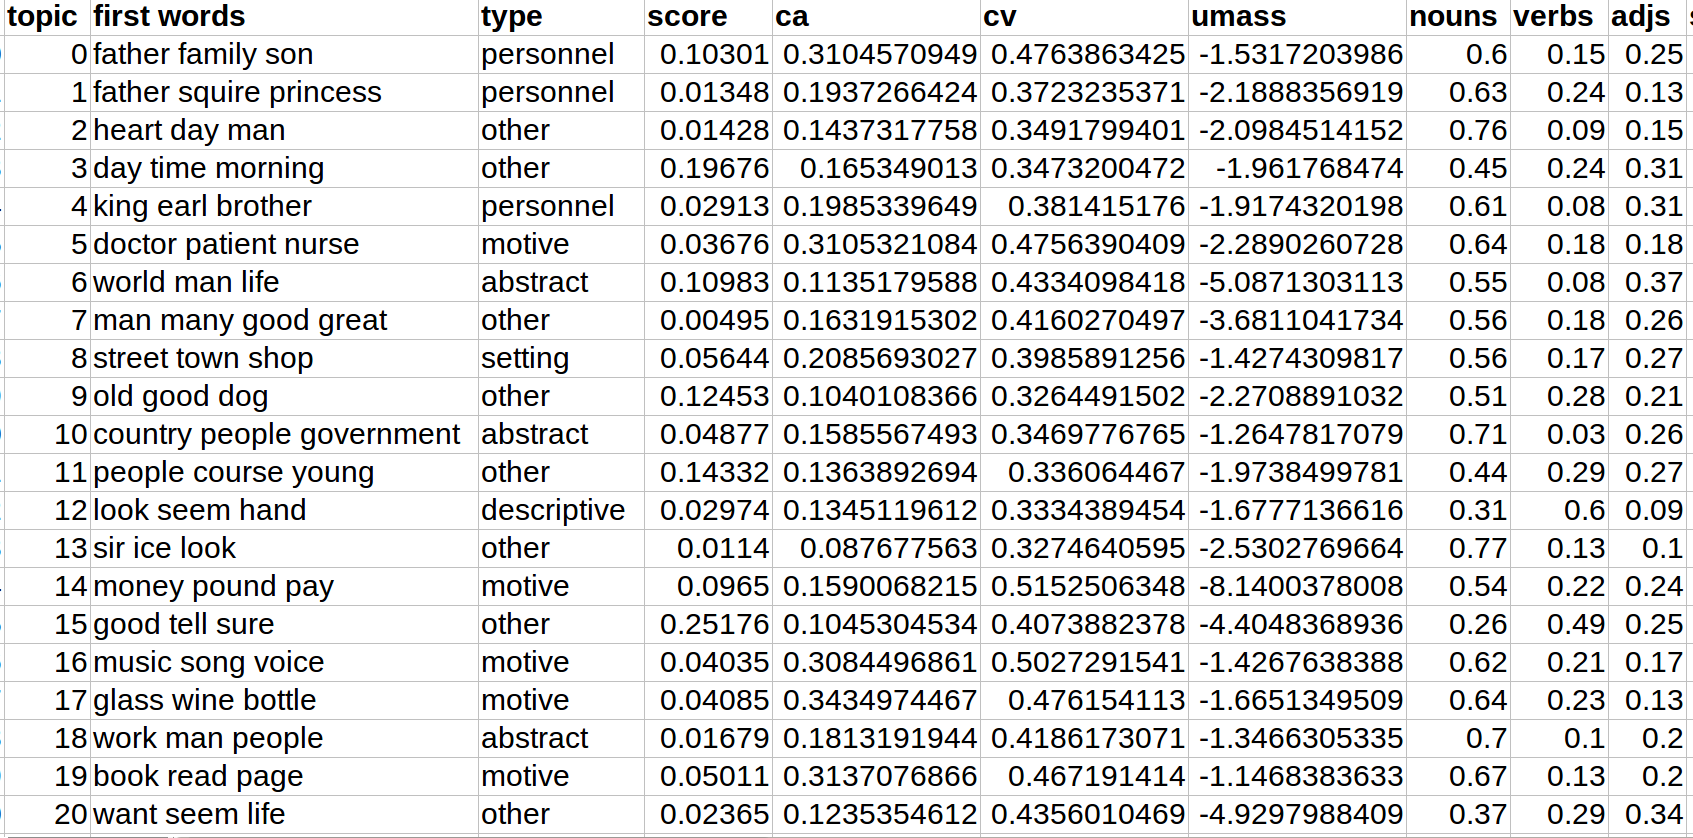 topic first words type score ca cv umass nouns verbs adjs
0 father family son personnel 0.10301 0.3104570949 0.4763863425 -1.5317203986 0.6 0.15 0.25
1 father squire princess personnel 0.01348 0.1937266424 0.3723235371 -2.1888356919 0.63 0.24 0.13
2 heart day man other 0.01428 0.1437317758 0.3491799401 -2.0984514152 0.76 0.09 0.15
3 day time morning other 0.19676 0.165349013 0.3473200472 -1.961768474 0.45 0.24 0.31
4 king earl brother personnel 0.02913 0.1985339649 0.381415176 -1.9174320198 0.61 0.08 0.31
5 doctor patient nurse motive 0.03676 0.3105321084 0.4756390409 -2.2890260728 0.64 0.18 0.18
6 world man life abstract 0.10983 0.1135179588 0.4334098418 -5.0871303113 0.55 0.08 0.37
7 man many good great other 0.00495 0.1631915302 0.4160270497 -3.6811041734 0.56 0.18 0.26
8 street town shop setting 0.05644 0.2085693027 0.3985891256 -1.4274309817 0.56 0.17 0.27
9 old good dog other 0.12453 0.1040108366 0.3264491502 -2.2708891032 0.51 0.28 0.21
10 country people government abstract 0.04877 0.1585567493 0.3469776765 -1.2647817079 0.71 0.03 0.26
11 people course young other 0.14332 0.1363892694 0.336064467 -1.9738499781 0.44 0.29 0.27
12 look seem hand descriptive 0.02974 0.1345119612 0.3334389454 -1.6777136616 0.31 0.6 0.09
13 sir ice look other 0.0114 0.087677563 0.3274640595 -2.5302769664 0.77 0.13 0.1
14 money pound pay motive 0.0965 0.1590068215 0.5152506348 -8.1400378008 0.54 0.22 0.24
15 good tell sure other 0.25176 0.1045304534 0.4073882378 -4.4048368936 0.26 0.49 0.25
16 music song voice motive 0.04035 0.3084496861 0.5027291541 -1.4267638388 0.62 0.21 0.17
17 glass wine bottle motive 0.04085 0.3434974467 0.476154113 -1.6651349509 0.64 0.23 0.13
18 work man people abstract 0.01679 0.1813191944 0.4186173071 -1.3466305335 0.7 0.1 0.2
19 book read page motive 0.05011 0.3137076866 0.467191414 -1.1468383633 0.67 0.13 0.2
20 want seem life other 0.02365 0.1235354612 0.4356010469 -4.9297988409 0.37 0.29 0.34